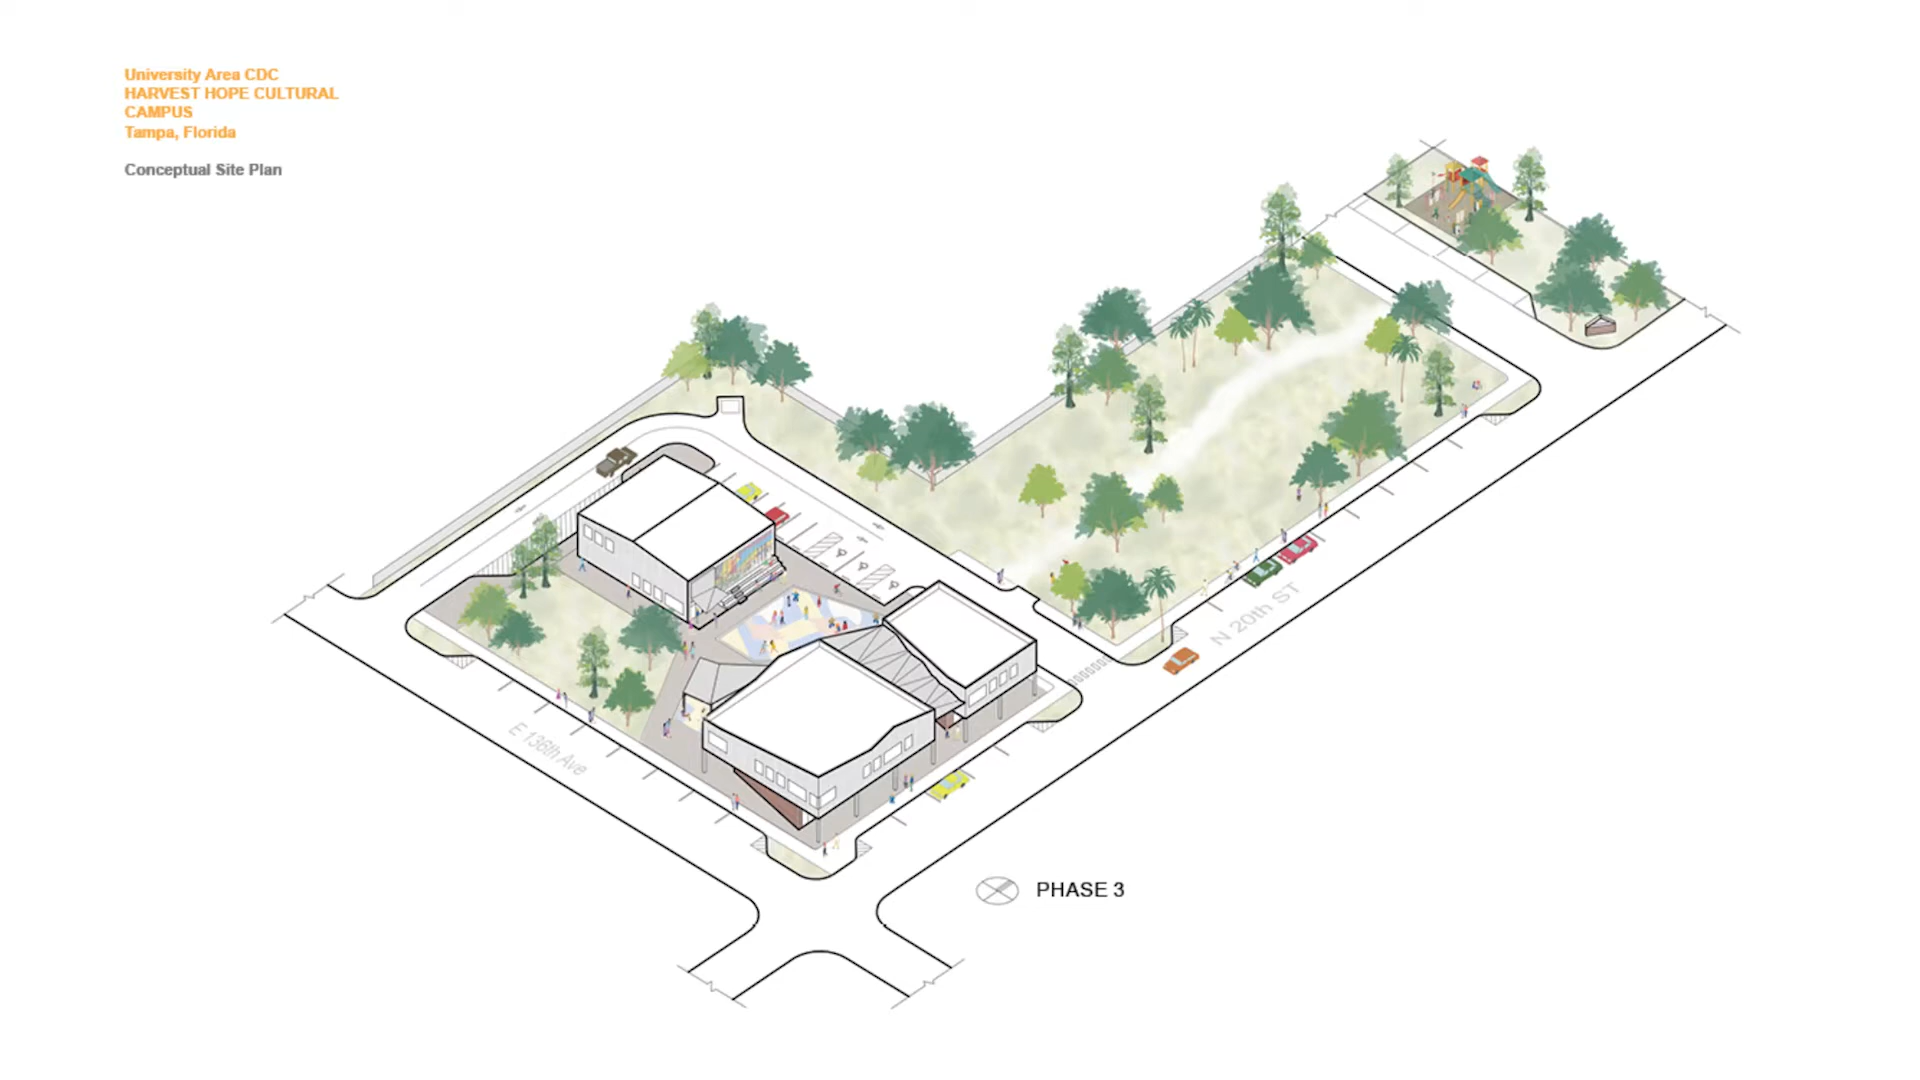 University Area CDC
HARVEST HOPE CULTURAL
CAMPUS
Tampa, Florida
Conceptual Site Plan
N 20th ST
E 136th Ave
PHASE 3